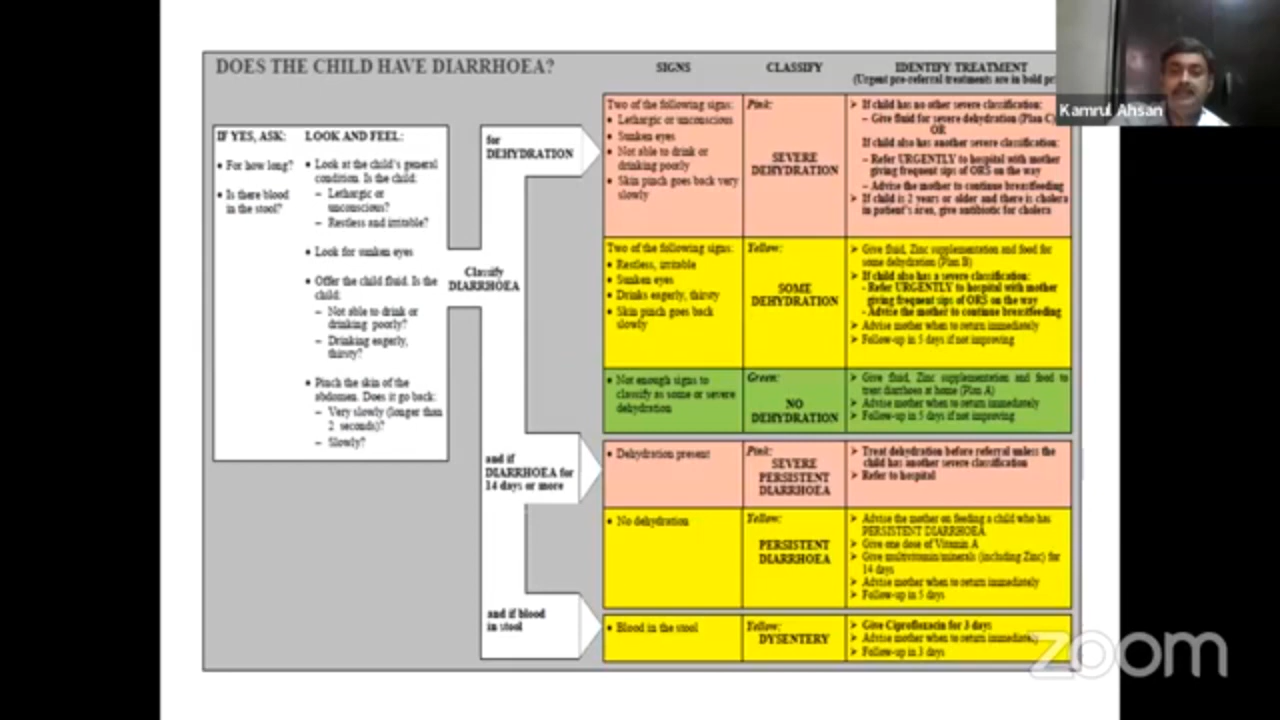 DOES THE CHILD HAVE DIARRHOEA?
IF YES, ASK:
• For how long?
• Is there blood
in the stool?
LOOK AND FEEL:
• Look at the child's general
condition. Is the child:
– Lethargic or
unconscious?
– Restless and irritable?
• Look for sunken eyes
• Offer the child fluid. Is the
child:
– Not able to drink or
drinking poorly?
– Drinking eagerly,
thirsty?
• Pinch the skin of the
abdomen. Does it go back:
– Very slowly (longer than
2 seconds)?
– Slowly?
Classify
DIARRHOEA
for
DEHYDRATION
and if
DIARRHOEA for
14 days or more
and if blood
in stool
SIGNS
CLASSIFY
IDENTIFY TREATMENT
(Urgent pre-referral treatments are in bold
Two of the following signs:
• Lethargic or unconscious
• Sunken eyes
• Not able to drink or
drinking poorly
• Skin pinch goes back very
slowly
Pink:
SEVERE
DEHYDRATION
➢ If child has no other severe classification:
– Give fluid for severe dehydration (Plan C)
OR
If child also has another severe classification:
– Refer URGENTLY to hospital with mother
giving frequent sips of ORS on the way
– Advise the mother to continue breastfeeding
➢ If child is 2 years or older and there is cholera
in patient's area, give antibiotic for cholera
Two of the following signs:
• Restless, irritable
• Sunken eyes
• Drinks eagerly, thirsty
• Skin pinch goes back
slowly
Yellow:
SOME
DEHYDRATION
➢ Give fluid, Zinc supplementation and food for
some dehydration (Plan B)
➢ If child also has a severe classification:
- Refer URGENTLY to hospital with mother
giving frequent sips of ORS on the way
- Advise the mother to continue breastfeeding
➢ Advise mother when to return immediately
➢ Follow-up in 5 days if not improving
• Not enough signs to
classify as some or severe
dehydration
Green:
NO
DEHYDRATION
➢ Give fluid, Zinc supplementation and food to
treat diarrhoea at home (Plan A)
➢ Advise mother when to return immediately
➢ Follow-up in 5 days if not improving
• Dehydration present
Pink:
SEVERE
PERSISTENT
DIARRHOEA
➢ Treat dehydration before referral unless the
child has another severe classification
➢ Refer to hospital
• No dehydration
Yellow:
PERSISTENT
DIARRHOEA
➢ Advise the mother on feeding a child who has
PERSISTENT DIARRHOEA
➢ Give one dose of Vitamin A
➢ Give multivitamin/minerals (including Zinc) for
14 days
➢ Advise mother when to return immediately
➢ Follow-up in 5 days
• Blood in the stool
Yellow:
DYSENTERY
➢ Give Ciprofloxacin for 3 days
➢ Advise mother when to return immediately
➢ Follow-up in 3 days
Kamrul Ahsan
zoom